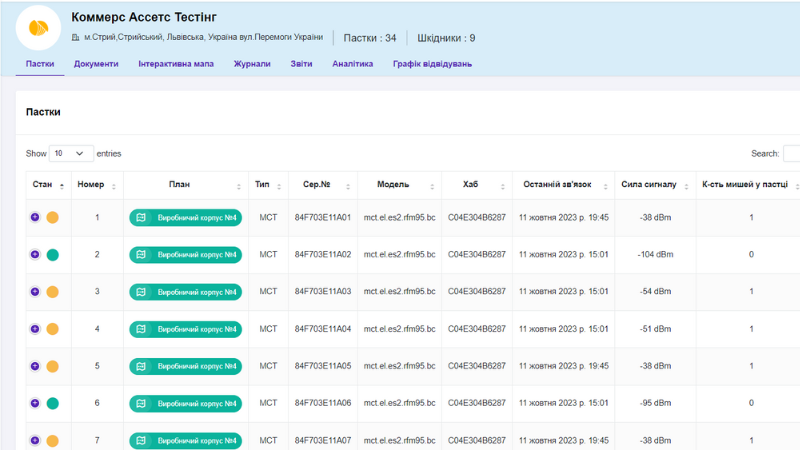 Коммерс Ассетс Тестінг
м.Стрий,Стрийський, Львівська, Україна вул.Перемоги України Пастки : 34 Шкідники : 9
Пастки Документи Інтерактивна мапа Журнали Звіти Аналітика Графік відвідувань
Пастки
Show 10 entries Search:
Стан Номер План Тип Сер.№ Модель Хаб Останній зв'язок Сила сигналу К-сть мишей у пастці
1 Виробничий корпус №4 МСТ 84F703E11A01 mct.el.es2.rfm95.bc C04E304B6287 11 жовтня 2023 р. 19:45 -38 dBm 1
2 Виробничий корпус №4 МСТ 84F703E11A02 mct.el.es2.rfm95.bc C04E304B6287 11 жовтня 2023 р. 15:01 -104 dBm 0
3 Виробничий корпус №4 МСТ 84F703E11A03 mct.el.es2.rfm95.bc C04E304B6287 11 жовтня 2023 р. 15:01 -54 dBm 1
4 Виробничий корпус №4 МСТ 84F703E11A04 mct.el.es2.rfm95.bc C04E304B6287 11 жовтня 2023 р. 15:01 -51 dBm 1
5 Виробничий корпус №4 МСТ 84F703E11A05 mct.el.es2.rfm95.bc C04E304B6287 11 жовтня 2023 р. 19:45 -38 dBm 1
6 Виробничий корпус №4 МСТ 84F703E11A06 mct.el.es2.rfm95.bc C04E304B6287 11 жовтня 2023 р. 15:01 -95 dBm 0
7 Виробничий корпус №4 МСТ 84F703E11A07 mct.el.es2.rfm95.bc C04E304B6287 11 жовтня 2023 р. 19:45 -38 dBm 1